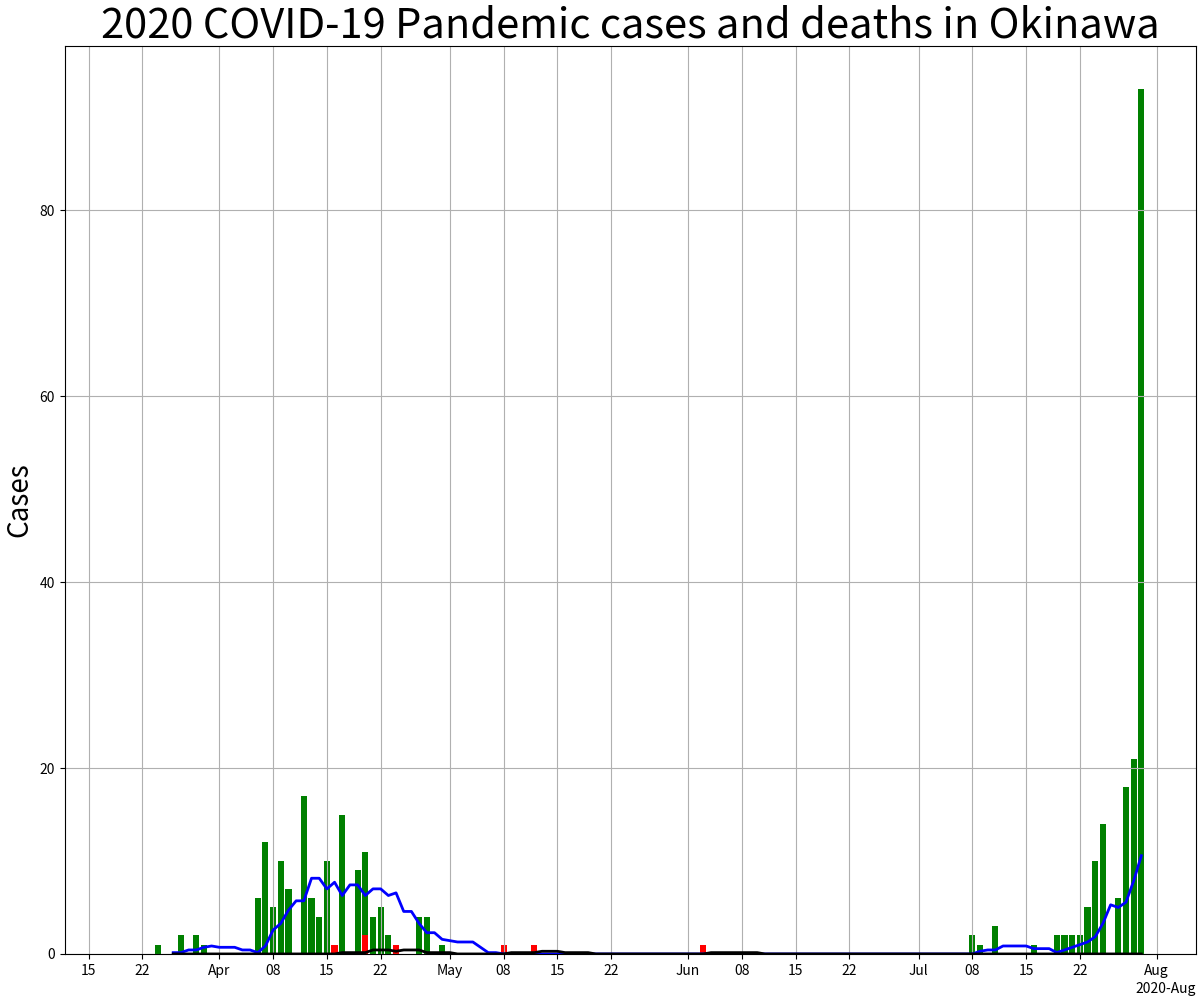 2020 COVID-19 Pandemic cases and deaths in Okinawa
Cases
80
60
40
20
0
15 22 Apr 08 15 22 May 08 15 22 Jun 08 15 22 Jul 08 15 22 Aug
2020-Aug